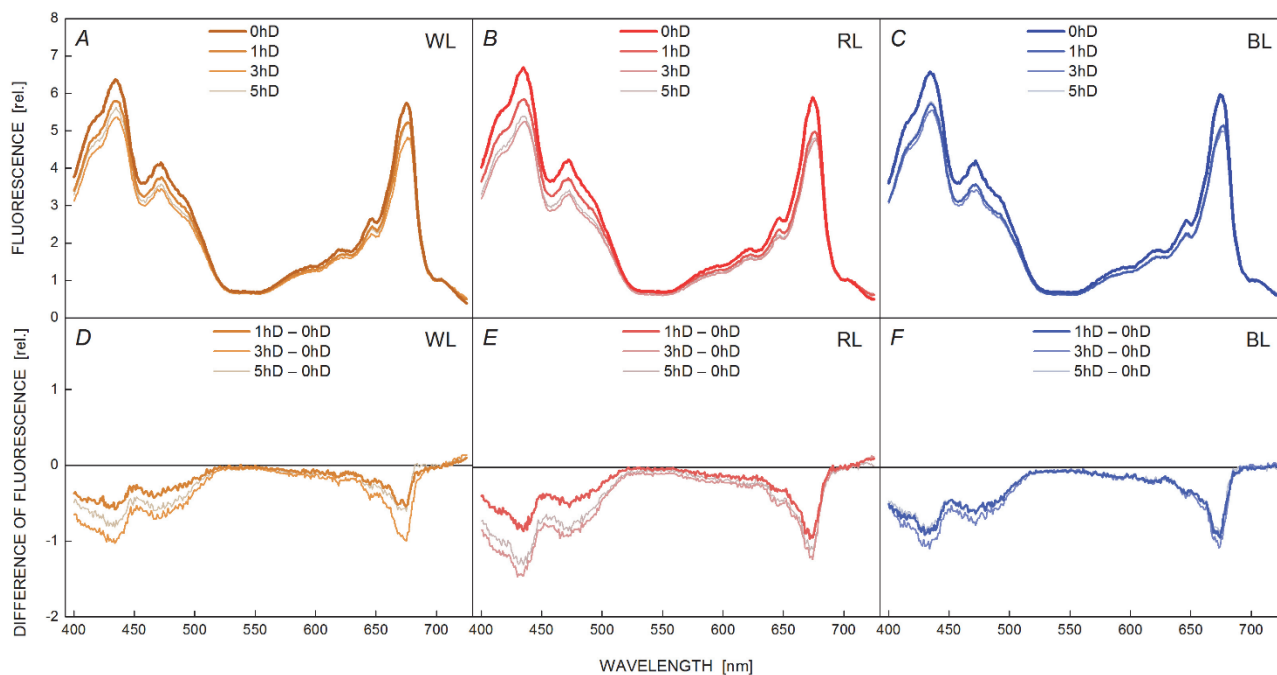 A
0hD
1hD
3hD
5hD
WL
B
0hD
1hD
3hD
5hD
RL
C
0hD
1hD
3hD
5hD
BL
FLUORESCENCE [rel.]
8
7
6
5
4
3
2
1
0
D
1hD – 0hD
3hD – 0hD
5hD – 0hD
WL
E
1hD – 0hD
3hD – 0hD
5hD – 0hD
RL
F
1hD – 0hD
3hD – 0hD
5hD – 0hD
BL
DIFFERENCE OF FLUORESCENCE [rel.]
1
0
-1
-2
400 450 500 550 600 650 700
400 450 500 550 600 650 700
400 450 500 550 600 650 700
WAVELENGTH [nm]